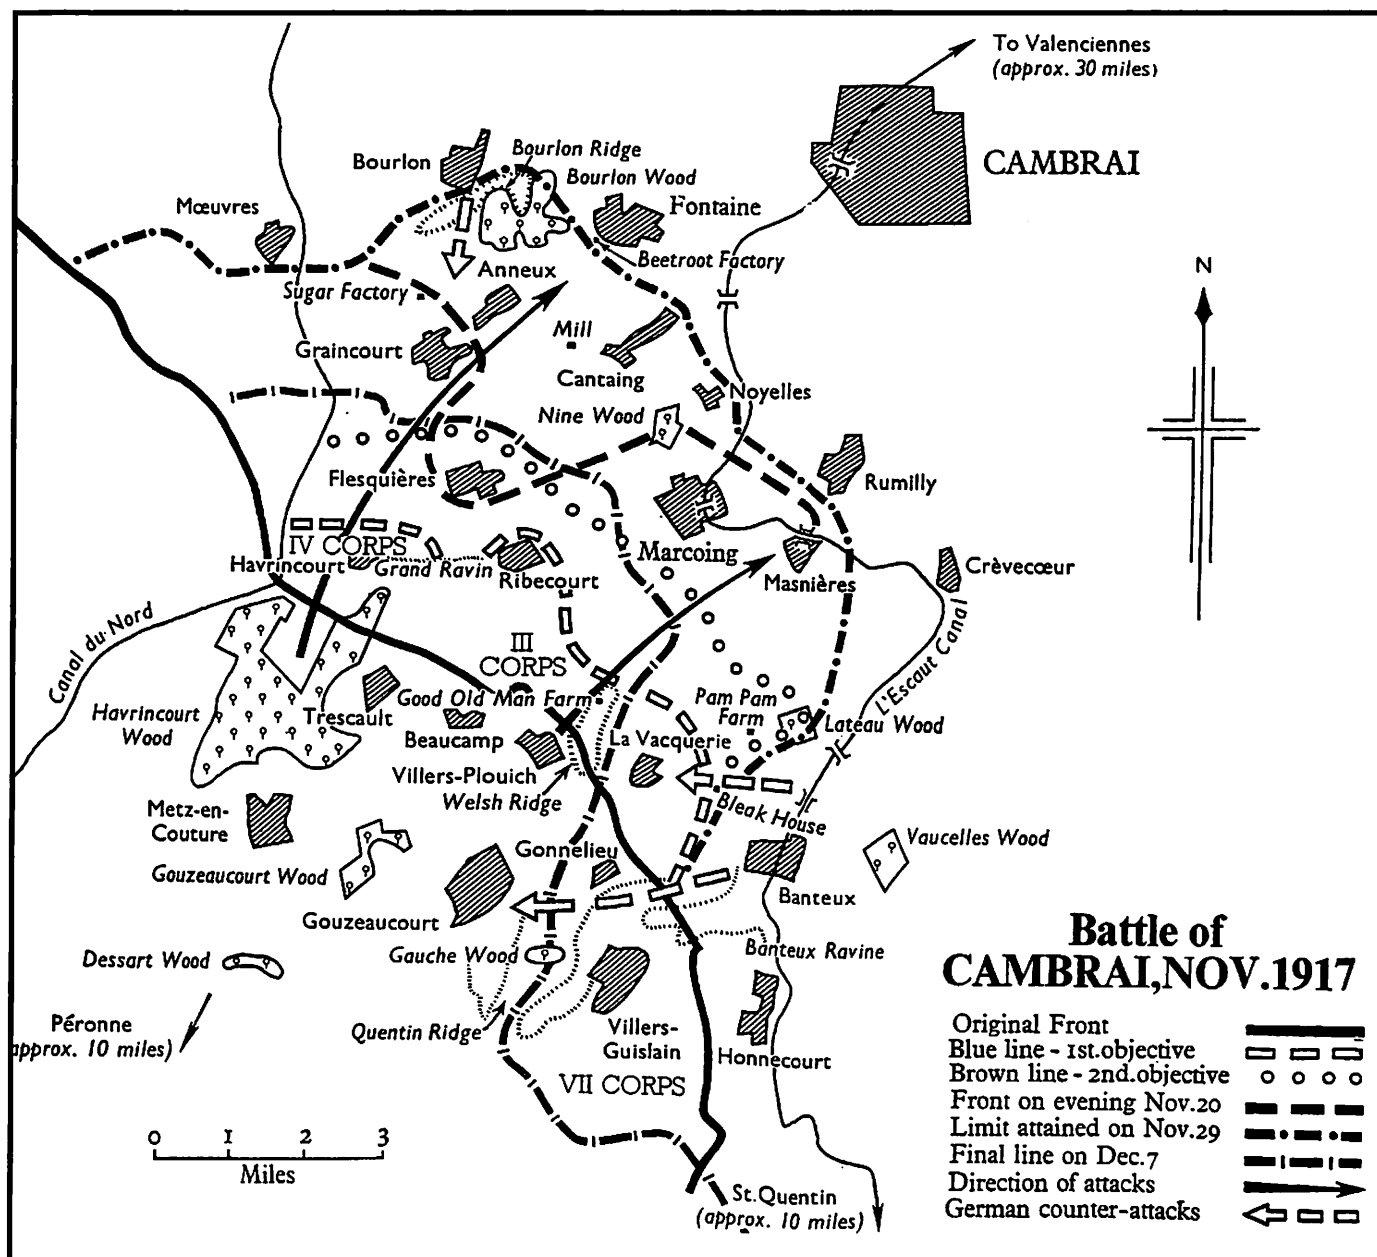 To Valenciennes
(approx. 30 miles)
CAMBRAI
Bourlon
Bourlon Ridge
Bourlon Wood
Mœuvres
Fontaine
Beetroot Factory
Anneux
Sugar Factory
N
Mill
Graincourt
Cantaing
Noyelles
Nine Wood
Flesquières
Rumilly
IV CORPS
Havrincourt
Grand Ravin
Ribecourt
Marcoing
Masnières
Crèvecœur
Canal du Nord
L'Escaut Canal
III
CORPS
Havrincourt
Wood
Trescault
Good Old Man Farm
Pam Pam
Farm
Lateau Wood
Beaucamp
La Vacquerie
Villers-Plouich
Welsh Ridge
Bleak House
Metz-en-
Couture
Vaucelles Wood
Gouzeaucourt Wood
Gonnelieu
Banteux
Gouzeaucourt
Gauche Wood
Banteux Ravine
Dessart Wood
Péronne
approx. 10 miles)
Quentin Ridge
Villers-
Guislain
Honnecourt
VII CORPS
0 1 2 3
Miles
St. Quentin
(approx. 10 miles)
Battle of
CAMBRAI, NOV. 1917
Original Front
Blue line - 1st. objective
Brown line - 2nd. objective
Front on evening Nov. 20
Limit attained on Nov. 29
Final line on Dec. 7
Direction of attacks
German counter-attacks